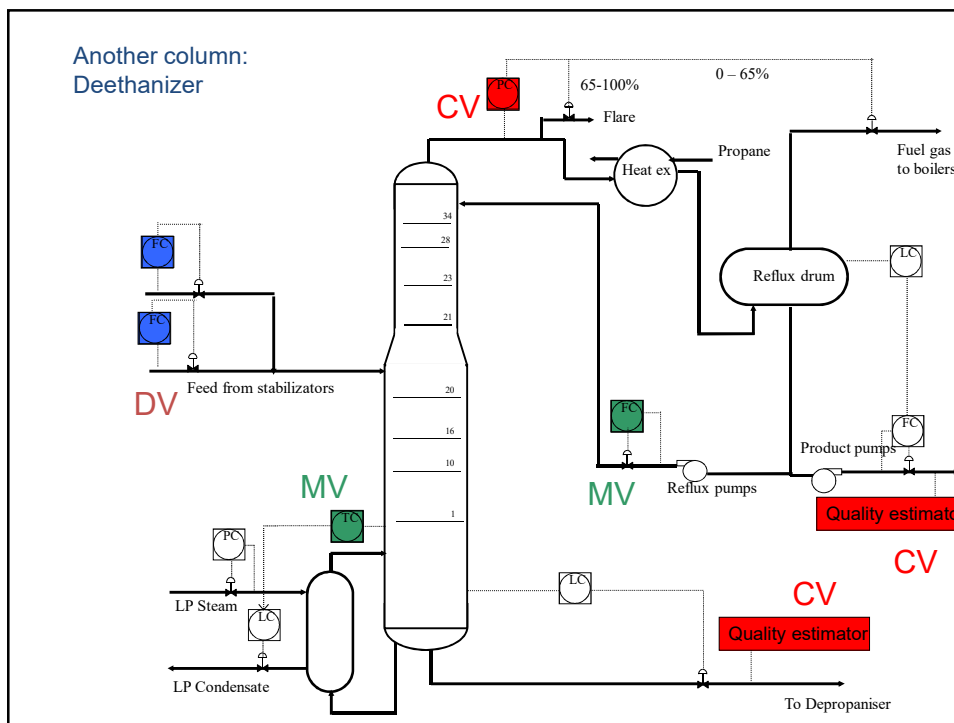 Another column:
Deethanizer
PC
CV
65-100%
0 – 65%
Flare
Propane
Heat ex
Fuel gas
to boilers
34
28
23
21
FC
FC
LC
Reflux drum
Feed from stabilizators
DV
20
16
10
1
FC
MV
Reflux pumps
FC
Product pumps
Quality estimato
CV
MV
TC
PC
LP Steam
LC
LP Condensate
LC
CV
Quality estimator
To Depropaniser